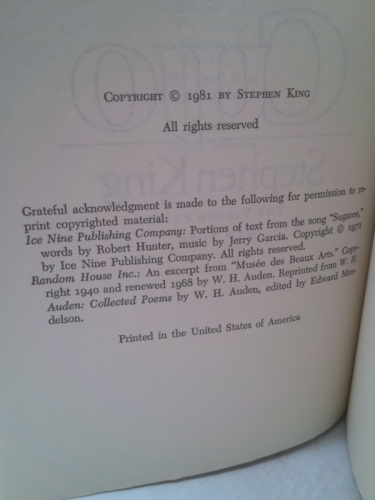 COPYRIGHT © 1981 BY STEPHEN KING
All rights reserved
Grateful acknowledgment is made to the following for permission to re-
print copyrighted material:
Ice Nine Publishing Company: Portions of text from the song "Sugaree,"
words by Robert Hunter, music by Jerry Garcia. Copyright © 1972
by Ice Nine Publishing Company. All rights reserved.
Random House Inc.: An excerpt from "Musée des Beaux Arts." Copy-
right 1940 and renewed 1968 by W. H. Auden. Reprinted from W. H.
Auden: Collected Poems by W. H. Auden, edited by Edward Men-
delson.
Printed in the United States of America